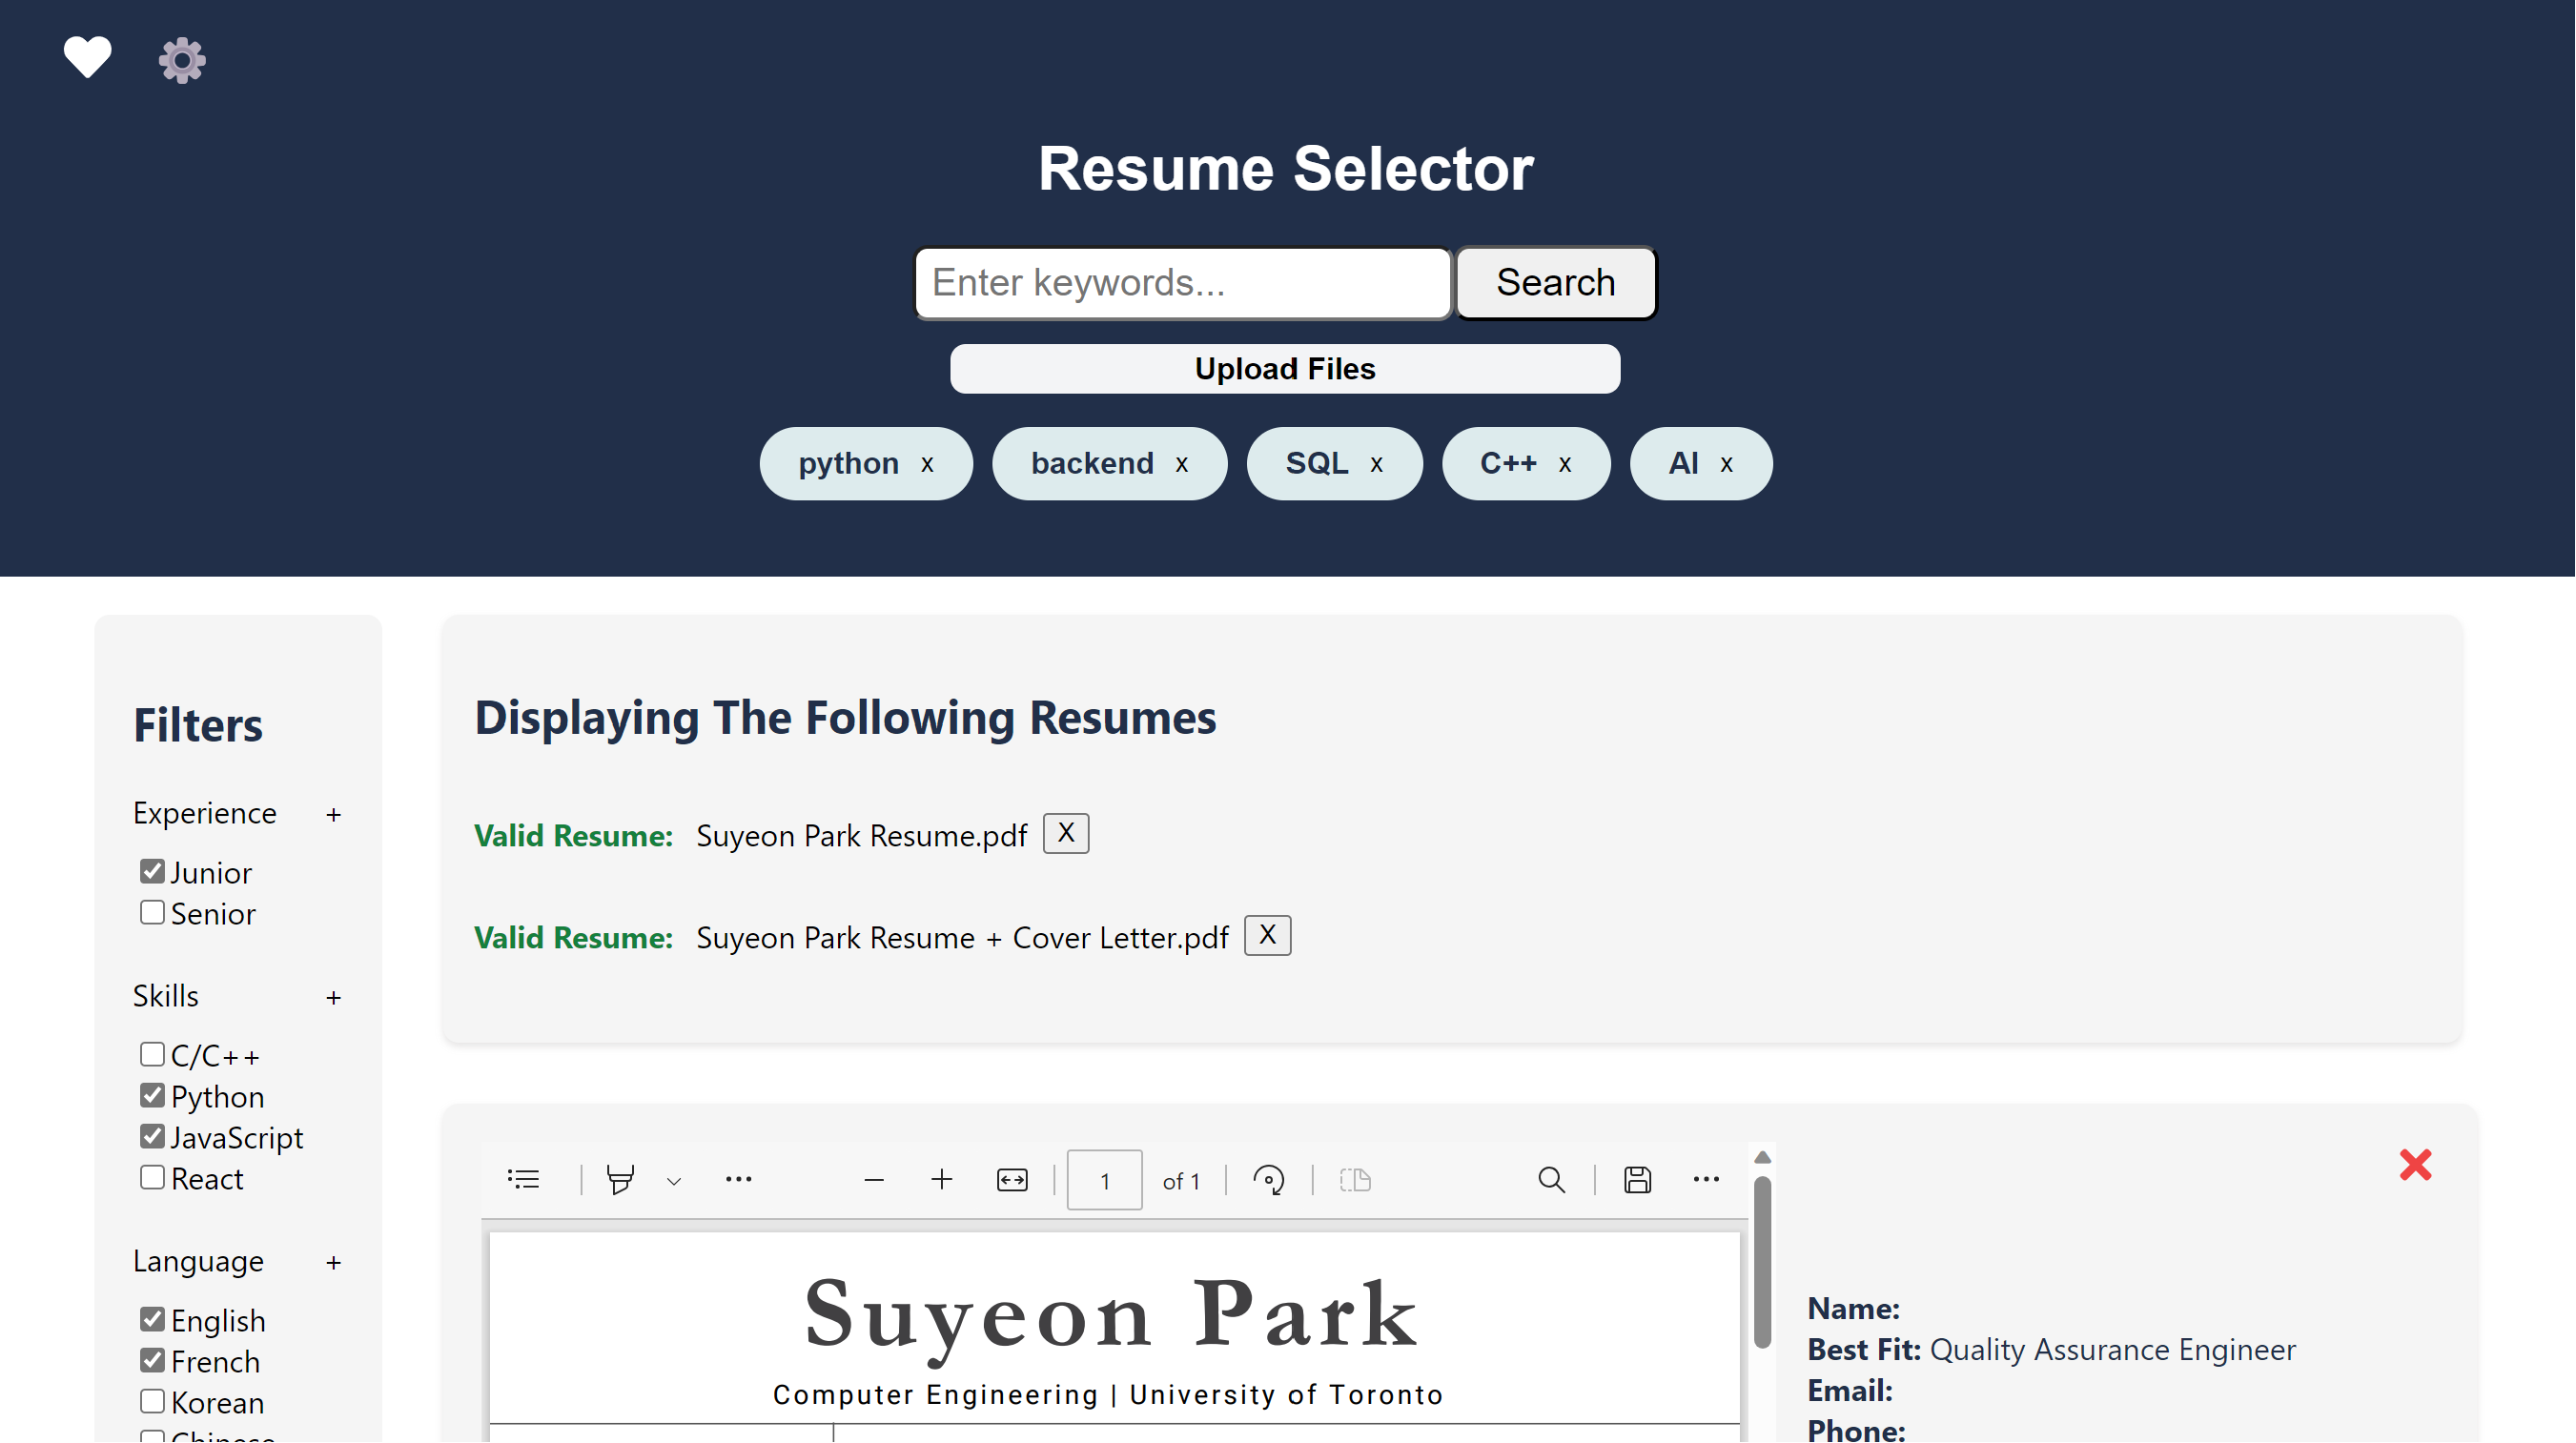 Resume Selector
Enter keywords... Search
Upload Files
python x backend x SQL x C++ x AI x
Filters
Experience +
Junior
Senior
Skills +
C/C++
Python
JavaScript
React
Language +
English
French
Korean
Chinese
Displaying The Following Resumes
Valid Resume: Suyeon Park Resume.pdf X
Valid Resume: Suyeon Park Resume + Cover Letter.pdf X
1 of 1
Suyeon Park
Computer Engineering | University of Toronto
Name:
Best Fit: Quality Assurance Engineer
Email:
Phone: